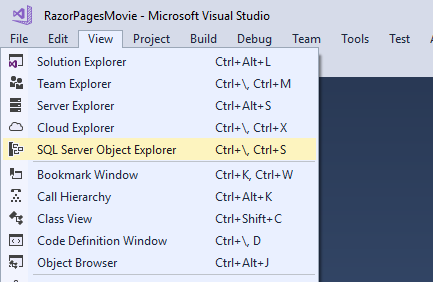 RazorPagesMovie - Microsoft Visual Studio
File Edit View Project Build Debug Team Tools Test
Solution Explorer Ctrl+Alt+L
Team Explorer Ctrl+\, Ctrl+M
Server Explorer Ctrl+Alt+S
Cloud Explorer Ctrl+\, Ctrl+X
SQL Server Object Explorer Ctrl+\, Ctrl+S
Bookmark Window Ctrl+K, Ctrl+W
Call Hierarchy Ctrl+Alt+K
Class View Ctrl+Shift+C
Code Definition Window Ctrl+\, D
Object Browser Ctrl+Alt+J